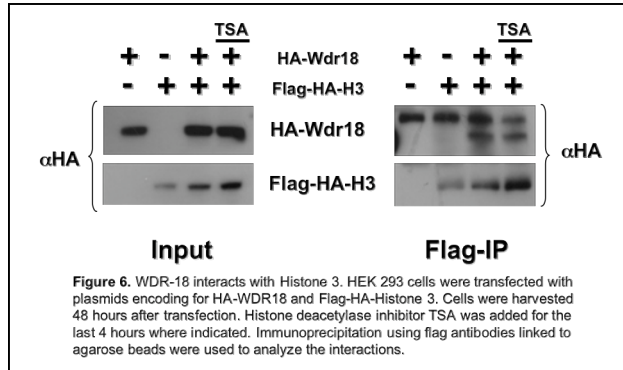 TSA
TSA
+ - + + HA-Wdr18 + - + +
- + + + Flag-HA-H3 - + + +
αHA HA-Wdr18 αHA
Flag-HA-H3
Input Flag-IP
Figure 6. WDR-18 interacts with Histone 3. HEK 293 cells were transfected with
plasmids encoding for HA-WDR18 and Flag-HA-Histone 3. Cells were harvested
48 hours after transfection. Histone deacetylase inhibitor TSA was added for the
last 4 hours where indicated. Immunoprecipitation using flag antibodies linked to
agarose beads were used to analyze the interactions.